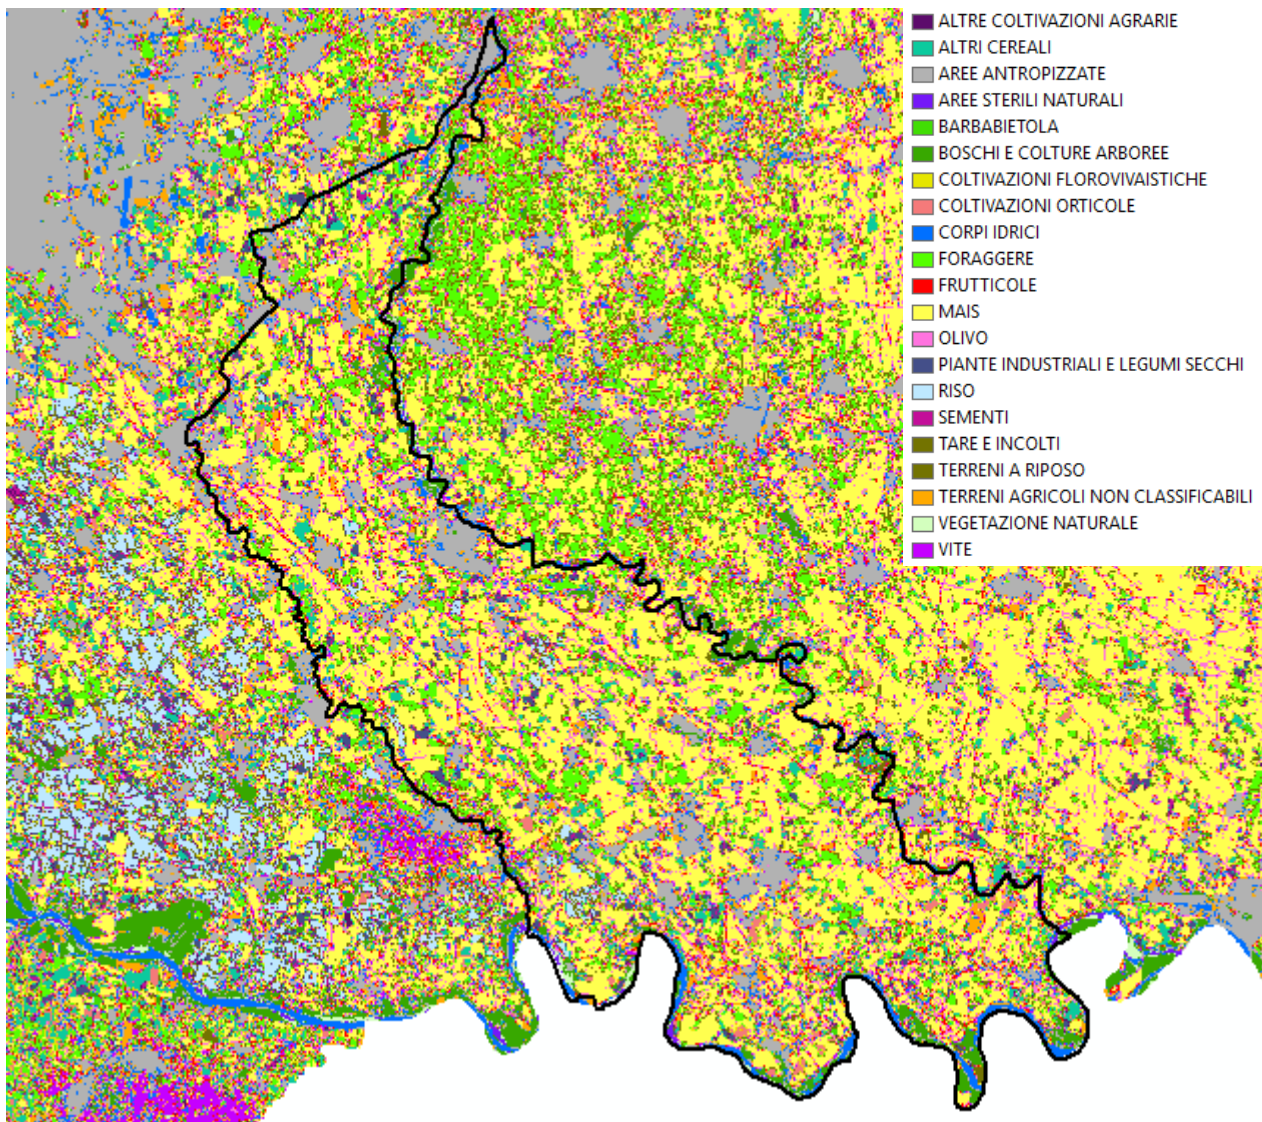 ALTRE COLTIVAZIONI AGRARIE
ALTRI CEREALI
AREE ANTROPIZZATE
AREE STERILI NATURALI
BARBABIETOLA
BOSCHI E COLTURE ARBOREE
COLTIVAZIONI FLOROVIVAISTICHE
COLTIVAZIONI ORTICOLE
CORPI IDRICI
FORAGGERE
FRUTTICOLE
MAIS
OLIVO
PIANTE INDUSTRIALI E LEGUMI SECCHI
RISO
SEMENTI
TARE E INCOLTI
TERRENI A RIPOSO
TERRENI AGRICOLI NON CLASSIFICABILI
VEGETAZIONE NATURALE
VITE